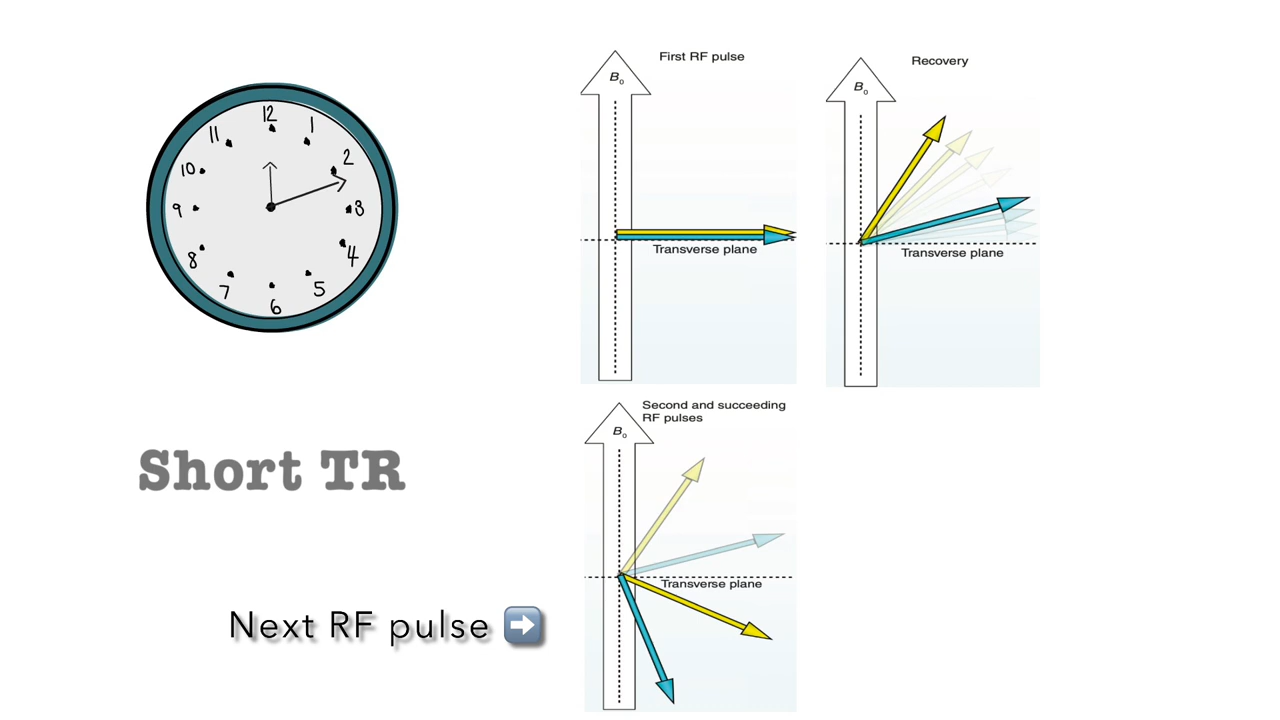 First RF pulse
B₀
Transverse plane
Recovery
B₀
Transverse plane
12
1
2
3
4
5
6
7
8
9
10
11
Short TR
Second and succeeding
RF pulses
B₀
Transverse plane
Next RF pulse ➡️